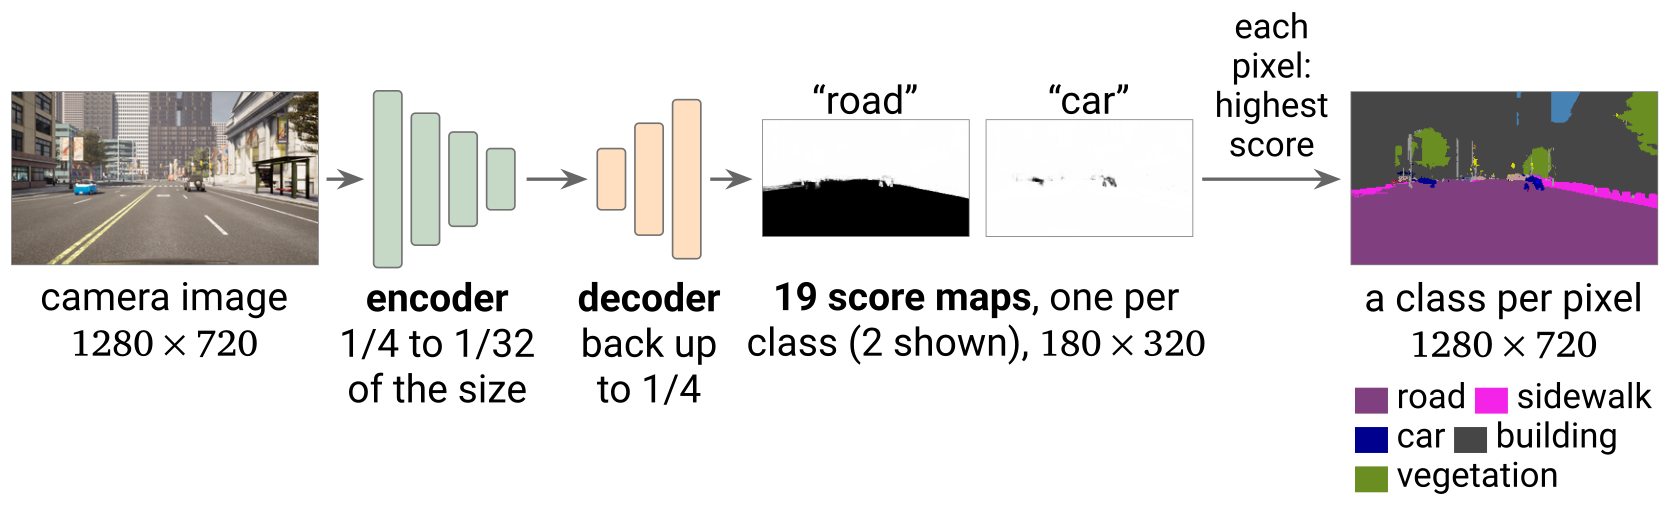 camera image
1280 × 720
encoder
1/4 to 1/32
of the size
decoder
back up
to 1/4
“road”
“car”
19 score maps, one per
class (2 shown), 180 × 320
each
pixel:
highest
score
a class per pixel
1280 × 720
road
sidewalk
car
building
vegetation